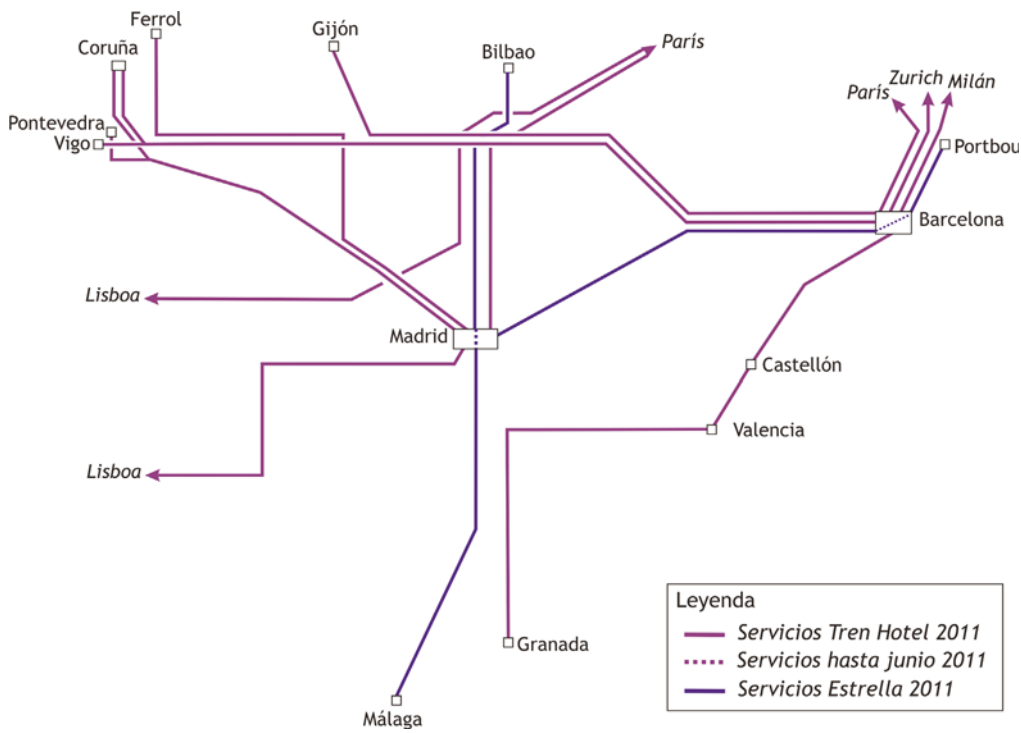 Ferrol
Gijón
Coruña
Bilbao
París
Zurich
Milán
París
Pontevedra
Vigo
Portbou
Barcelona
Lisboa
Madrid
Castellón
Valencia
Lisboa
Granada
Málaga
Leyenda
Servicios Tren Hotel 2011
Servicios hasta junio 2011
Servicios Estrella 2011